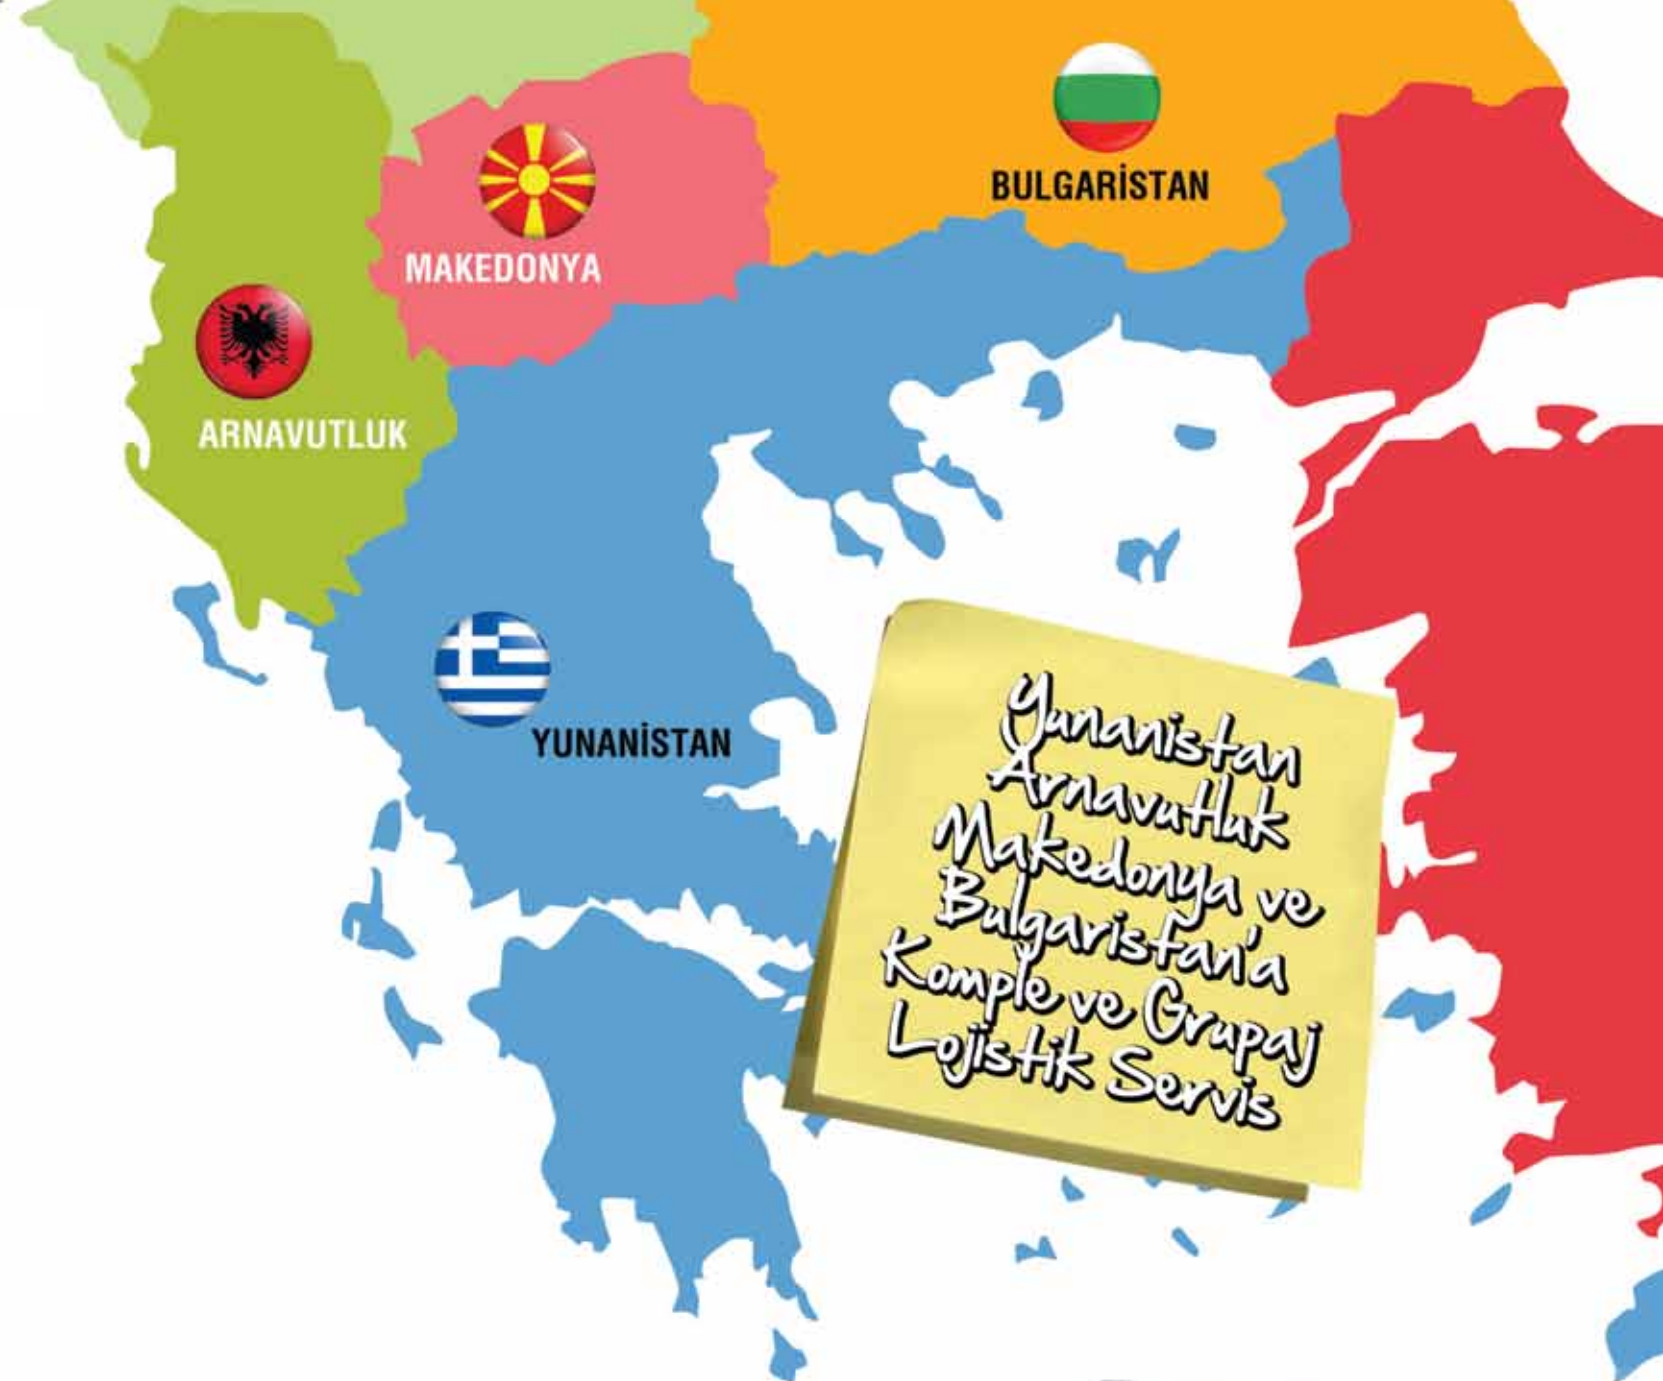 BULGARİSTAN
MAKEDONYA
ARNAVUTLUK
YUNANİSTAN
Yunanistan
Arnavutluk
Makedonya ve
Bulgaristan'a
Komple ve Grupaj
Lojistik Servis